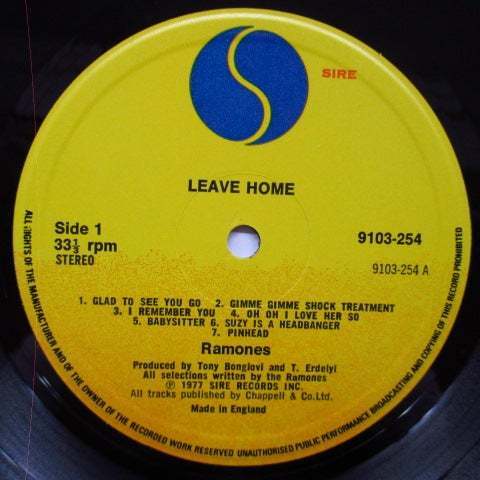 SIRE
LEAVE HOME
Side 1
33⅓ rpm
STEREO
9103-254
9103-254 A
1. GLAD TO SEE YOU GO 2. GIMME GIMME SHOCK TREATMENT
3. I REMEMBER YOU 4. OH OH I LOVE HER SO
5. BABYSITTER 6. SUZY IS A HEADBANGER
7. PINHEAD
Ramones
Produced by Tony Bongiovi and T. Erdelyi
All selections written by the Ramones
Ⓟ 1977 SIRE RECORDS INC.
All tracks published by Chappell & Co.Ltd.
Made in England
ALL RIGHTS OF THE MANUFACTURER AND OF THE OWNER OF THE RECORDED WORK RESERVED UNAUTHORISED PUBLIC PERFORMANCE BROADCASTING AND COPYING OF THIS RECORD PROHIBITED